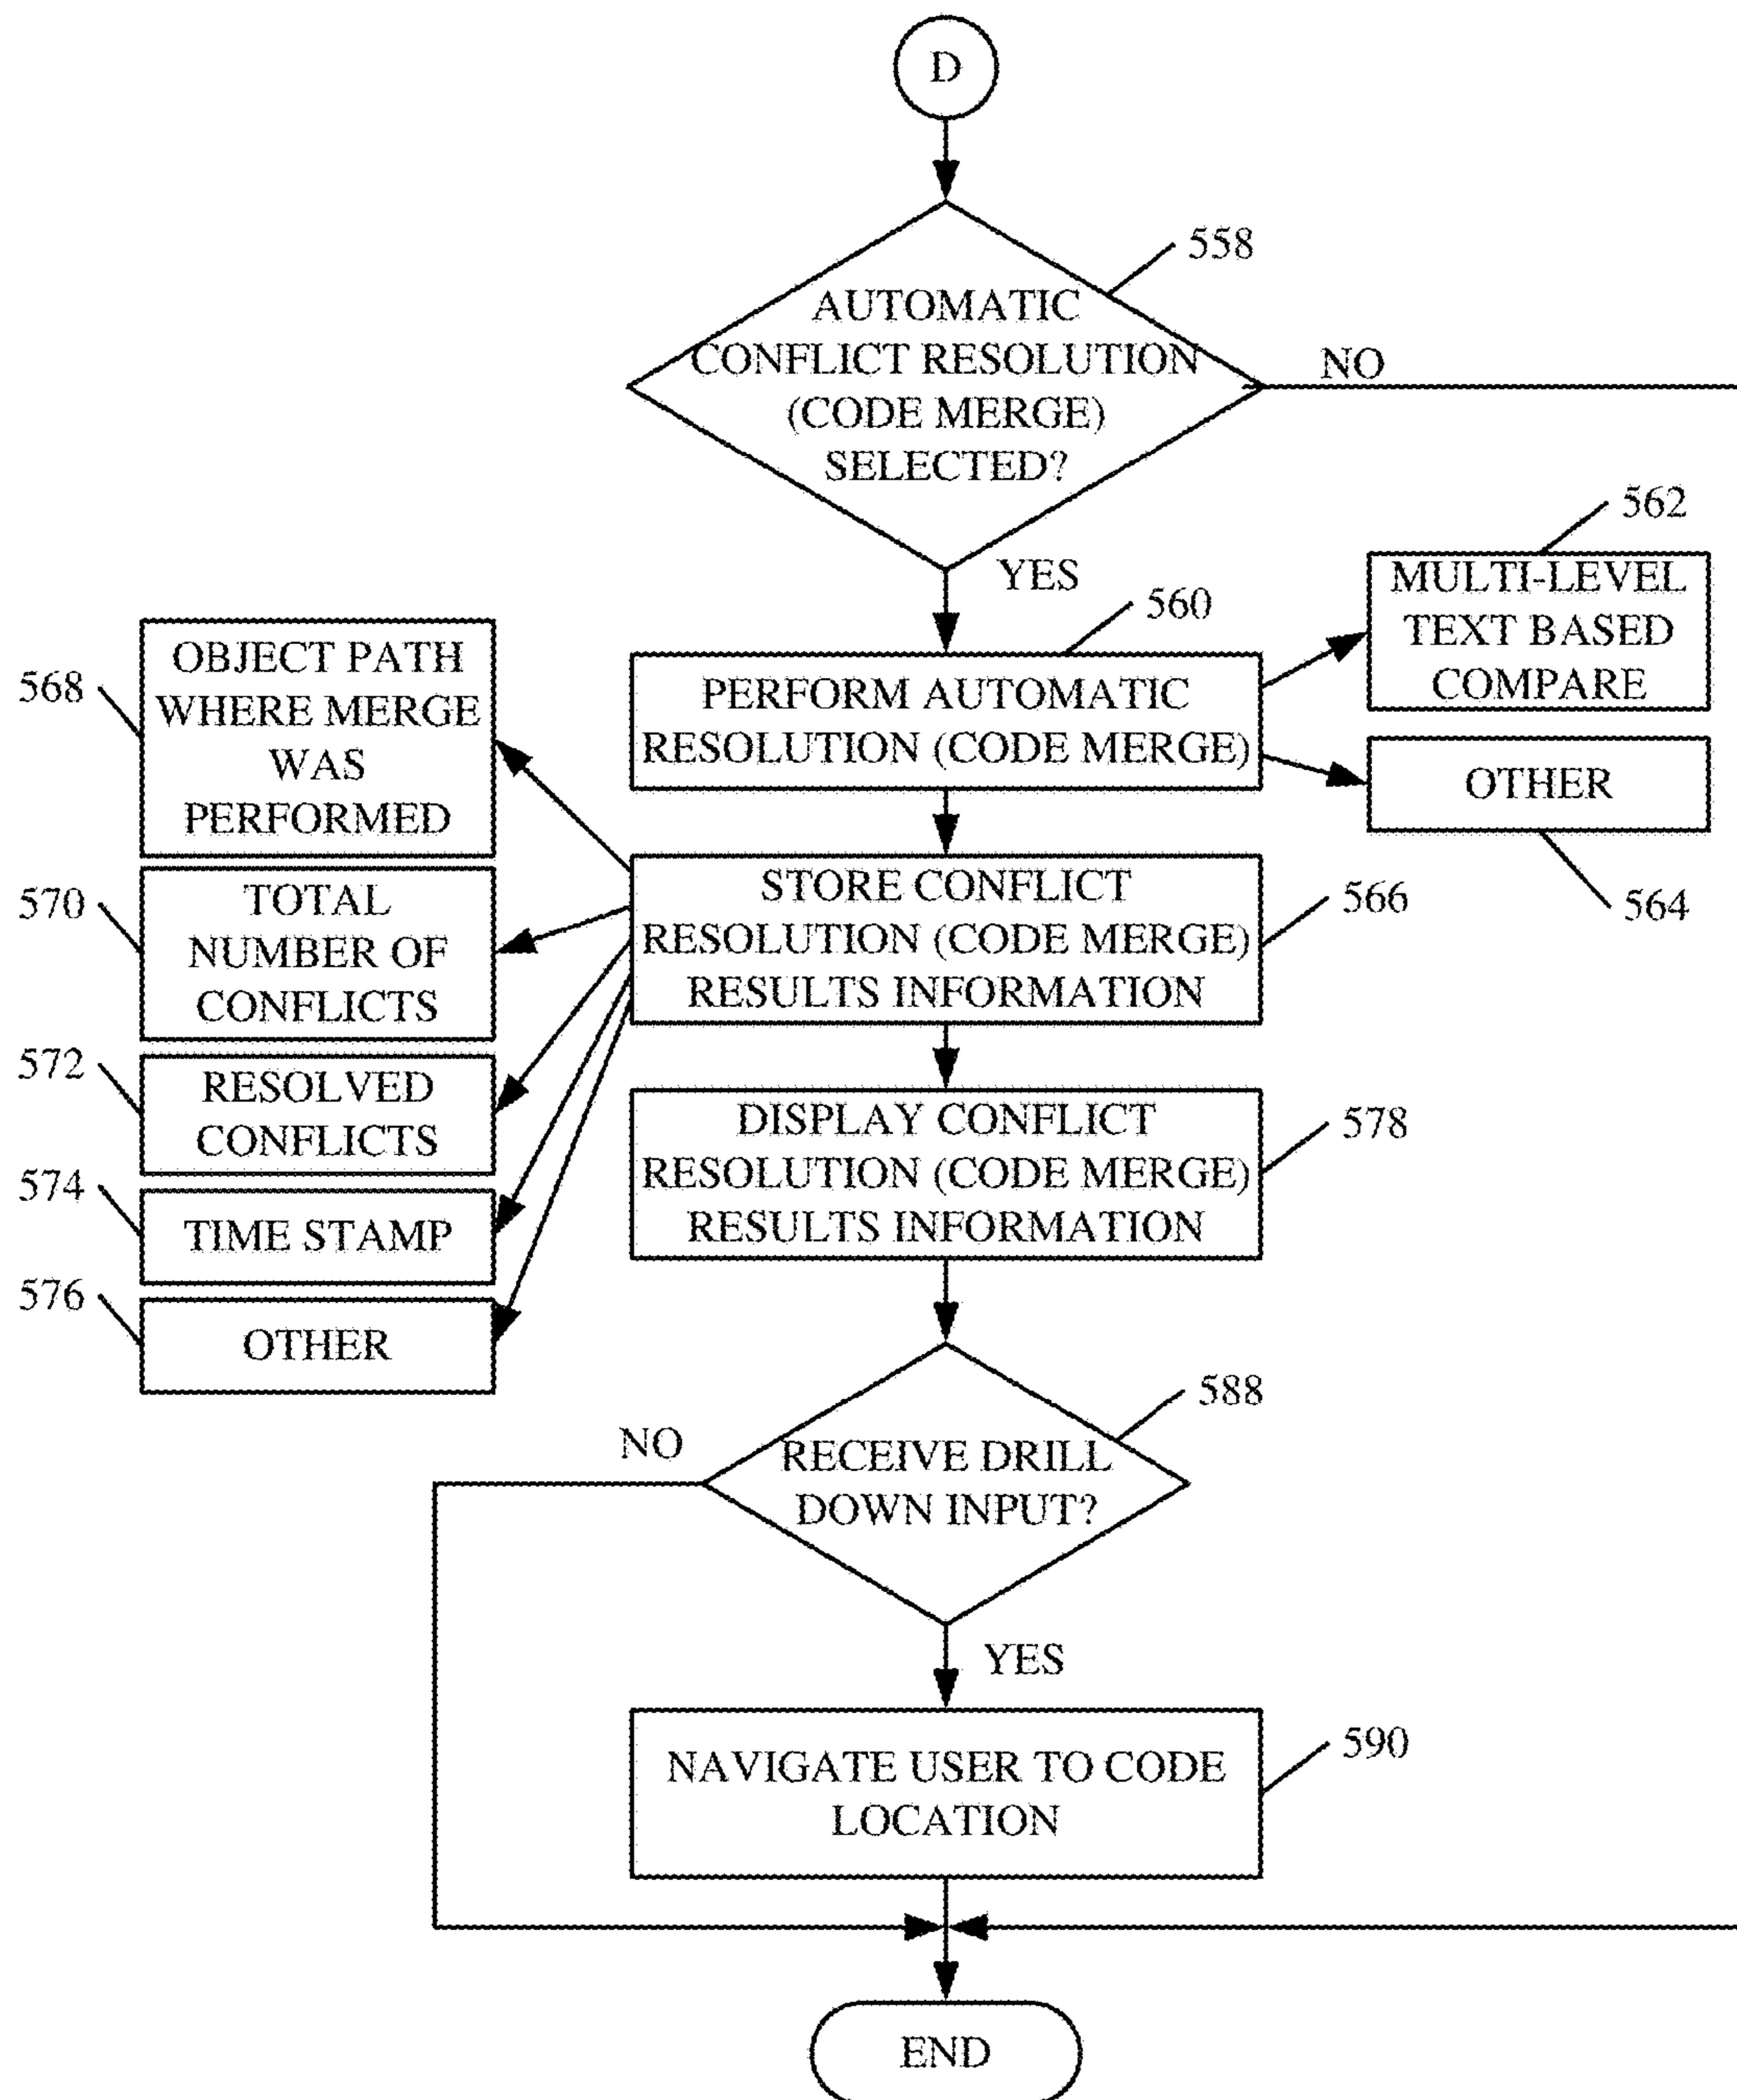 D
558
AUTOMATIC
CONFLICT RESOLUTION
(CODE MERGE)
SELECTED?
NO
YES
562
MULTI-LEVEL
TEXT BASED
COMPARE
560
PERFORM AUTOMATIC
RESOLUTION (CODE MERGE)
OTHER
564
568
OBJECT PATH
WHERE MERGE
WAS
PERFORMED
STORE CONFLICT
RESOLUTION (CODE MERGE)
RESULTS INFORMATION
566
570
TOTAL
NUMBER OF
CONFLICTS
572
RESOLVED
CONFLICTS
574
TIME STAMP
576
OTHER
DISPLAY CONFLICT
RESOLUTION (CODE MERGE)
RESULTS INFORMATION
578
588
RECEIVE DRILL
DOWN INPUT?
NO
YES
NAVIGATE USER TO CODE
LOCATION
590
END